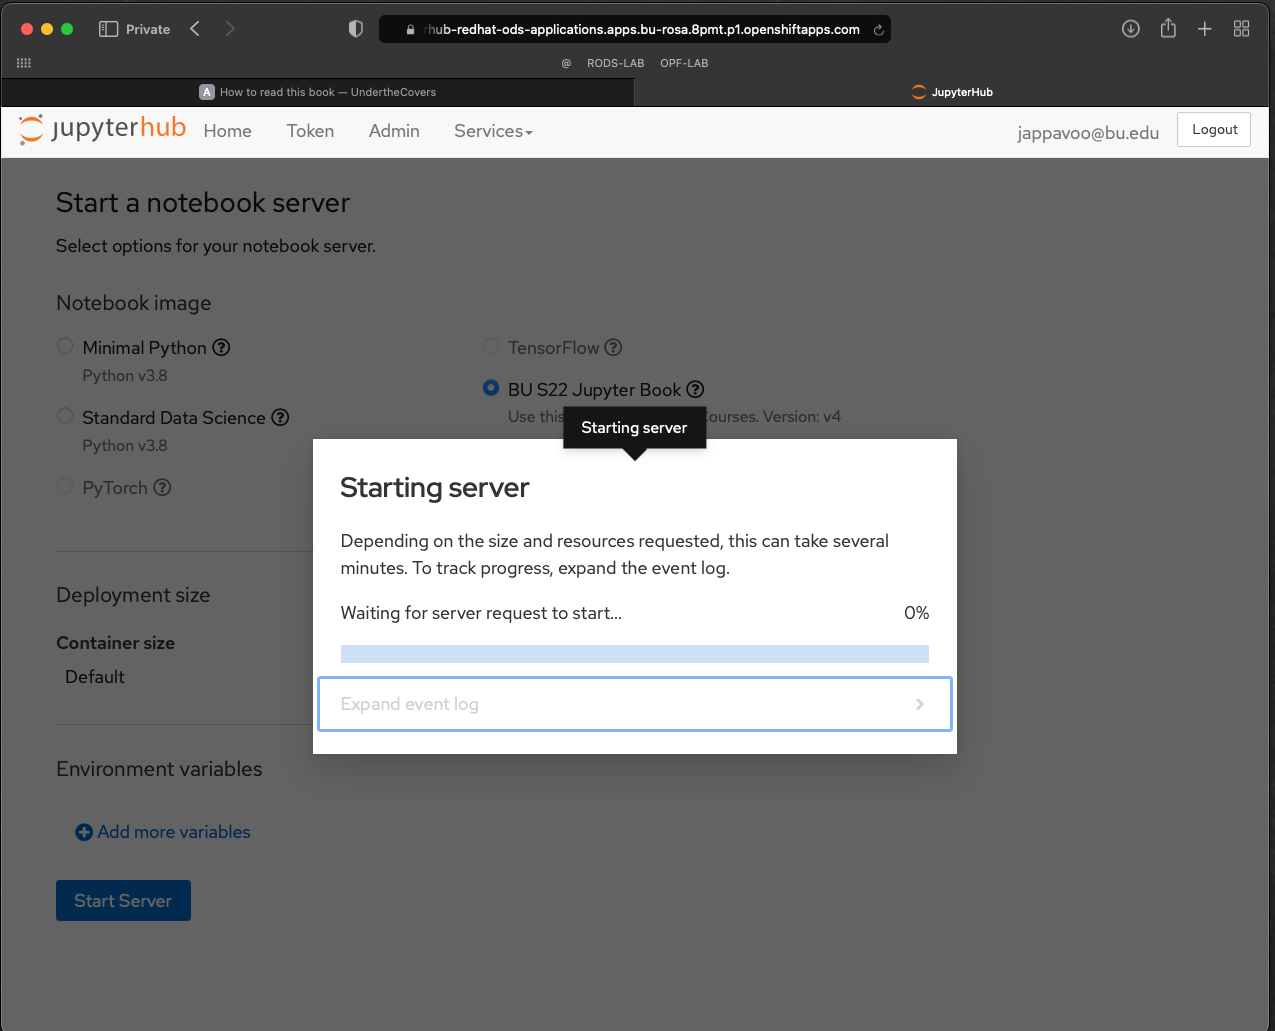 Private
rhub-redhat-ods-applications.apps.bu-rosa.8pmt.p1.openshiftapps.com
@ RODS-LAB OPF-LAB
A How to read this book — UndertheCovers
JupyterHub
jupyterhub Home Token Admin Services
jappavoo@bu.edu
Logout
Start a notebook server
Select options for your notebook server.
Notebook image
Minimal Python ?
Python v3.8
Standard Data Science ?
Python v3.8
PyTorch ?
TensorFlow ?
BU S22 Jupyter Book ?
Use this ourses. Version: v4
Starting server
Starting server
Depending on the size and resources requested, this can take several
minutes. To track progress, expand the event log.
Waiting for server request to start... 0%
Expand event log
Deployment size
Container size
Default
Environment variables
Add more variables
Start Server